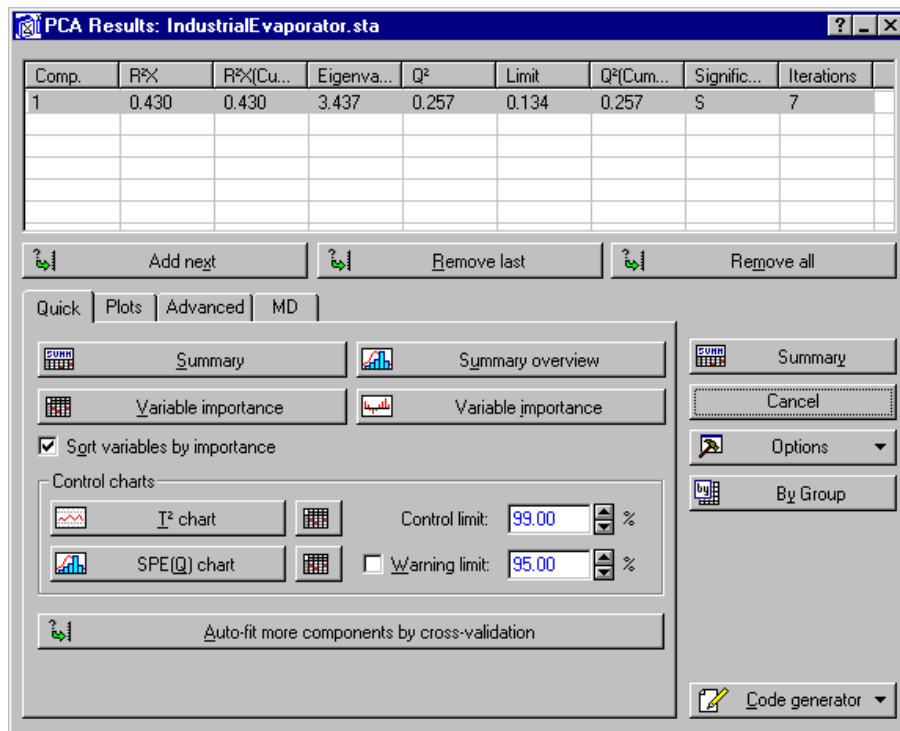 PCA Results: IndustrialEvaporator.sta
Comp. R²X R²X(Cu... Eigenva... Q² Limit Q²(Cum... Signific... Iterations
1 0.430 0.430 3.437 0.257 0.134 0.257 S 7
Add next Remove last Remove all
Quick Plots Advanced MD
Summary Summary overview
Variable importance Variable importance
Sort variables by importance
Control charts
T² chart Control limit: 99.00 %
SPE(Q) chart Warning limit: 95.00 %
Auto-fit more components by cross-validation
Summary
Cancel
Options
By Group
Code generator